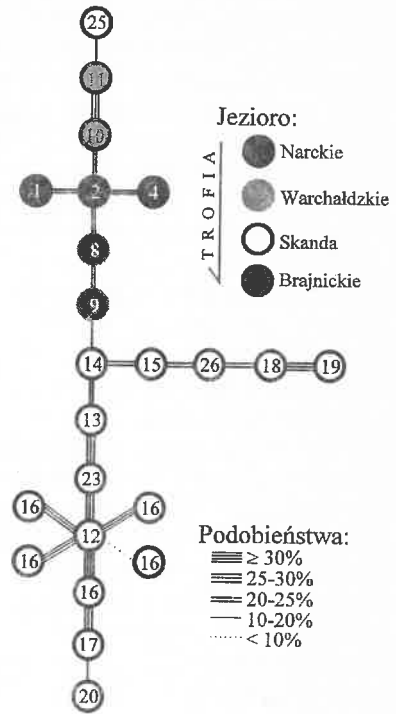 25
11
10
1 2 4
8
9
14 15 26 18 19
13
23
16 16
12
16 16
16
17
20
Jezioro:
TROFIA
Narckie
Warchałdzkie
Skanda
Brajnickie
Podobieństwa:
≥ 30%
25-30%
20-25%
10-20%
< 10%